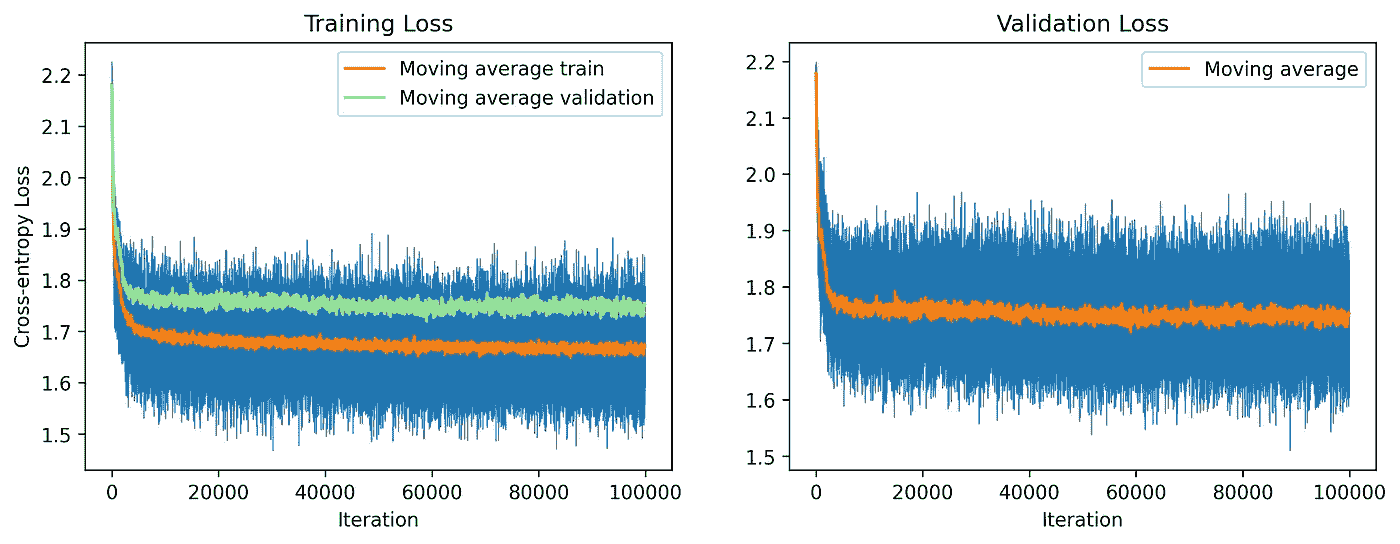 Training Loss
Cross-entropy Loss
2.2
2.1
2.0
1.9
1.8
1.7
1.6
1.5
Moving average train
Moving average validation
0 20000 40000 60000 80000 100000
Iteration
Validation Loss
2.2
2.1
2.0
1.9
1.8
1.7
1.6
1.5
Moving average
0 20000 40000 60000 80000 100000
Iteration